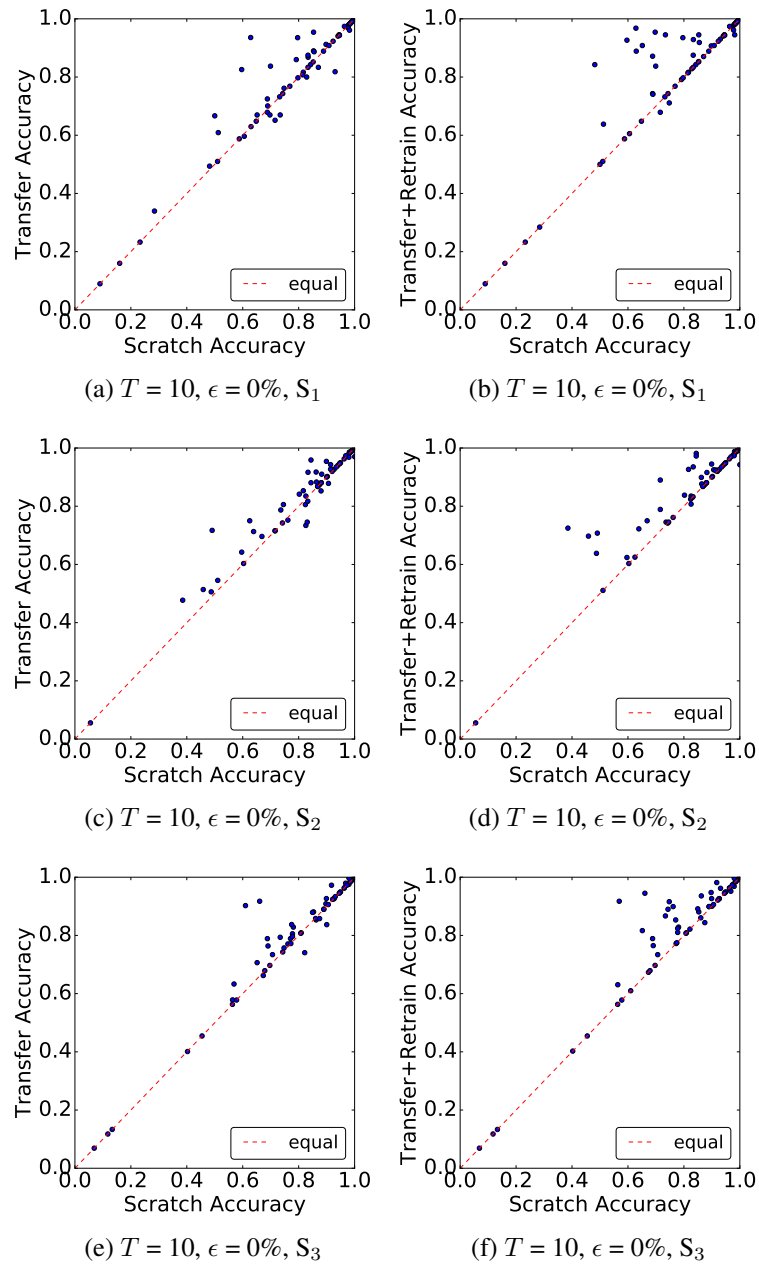 1.0
0.8
0.6
0.4
0.2
0.0
Transfer Accuracy
equal
0.0 0.2 0.4 0.6 0.8 1.0
Scratch Accuracy
(a) T = 10, ϵ = 0%, S₁
1.0
0.8
0.6
0.4
0.2
0.0
Transfer+Retrain Accuracy
equal
0.0 0.2 0.4 0.6 0.8 1.0
Scratch Accuracy
(b) T = 10, ϵ = 0%, S₁
1.0
0.8
0.6
0.4
0.2
0.0
Transfer Accuracy
equal
0.0 0.2 0.4 0.6 0.8 1.0
Scratch Accuracy
(c) T = 10, ϵ = 0%, S₂
1.0
0.8
0.6
0.4
0.2
0.0
Transfer+Retrain Accuracy
equal
0.0 0.2 0.4 0.6 0.8 1.0
Scratch Accuracy
(d) T = 10, ϵ = 0%, S₂
1.0
0.8
0.6
0.4
0.2
0.0
Transfer Accuracy
equal
0.0 0.2 0.4 0.6 0.8 1.0
Scratch Accuracy
(e) T = 10, ϵ = 0%, S₃
1.0
0.8
0.6
0.4
0.2
0.0
Transfer+Retrain Accuracy
equal
0.0 0.2 0.4 0.6 0.8 1.0
Scratch Accuracy
(f) T = 10, ϵ = 0%, S₃